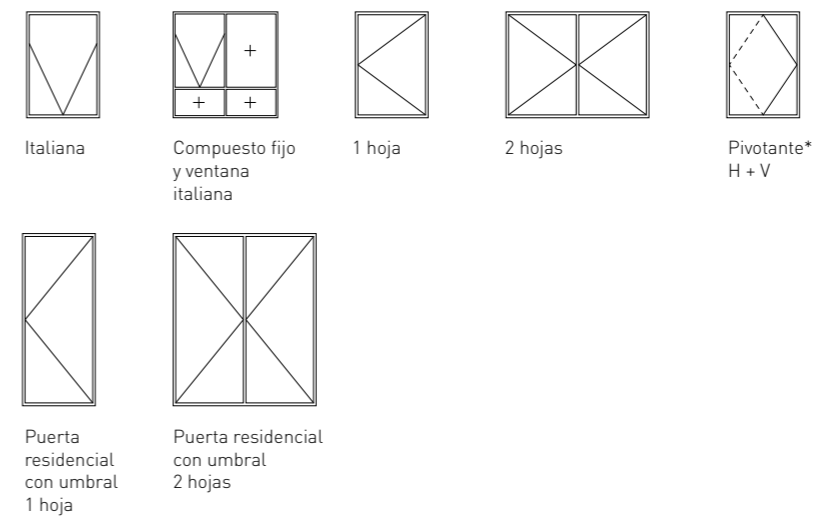 Italiana
Compuesto fijo
y ventana
italiana
1 hoja
2 hojas
Pivotante*
H + V
Puerta
residencial
con umbral
1 hoja
Puerta residencial
con umbral
2 hojas